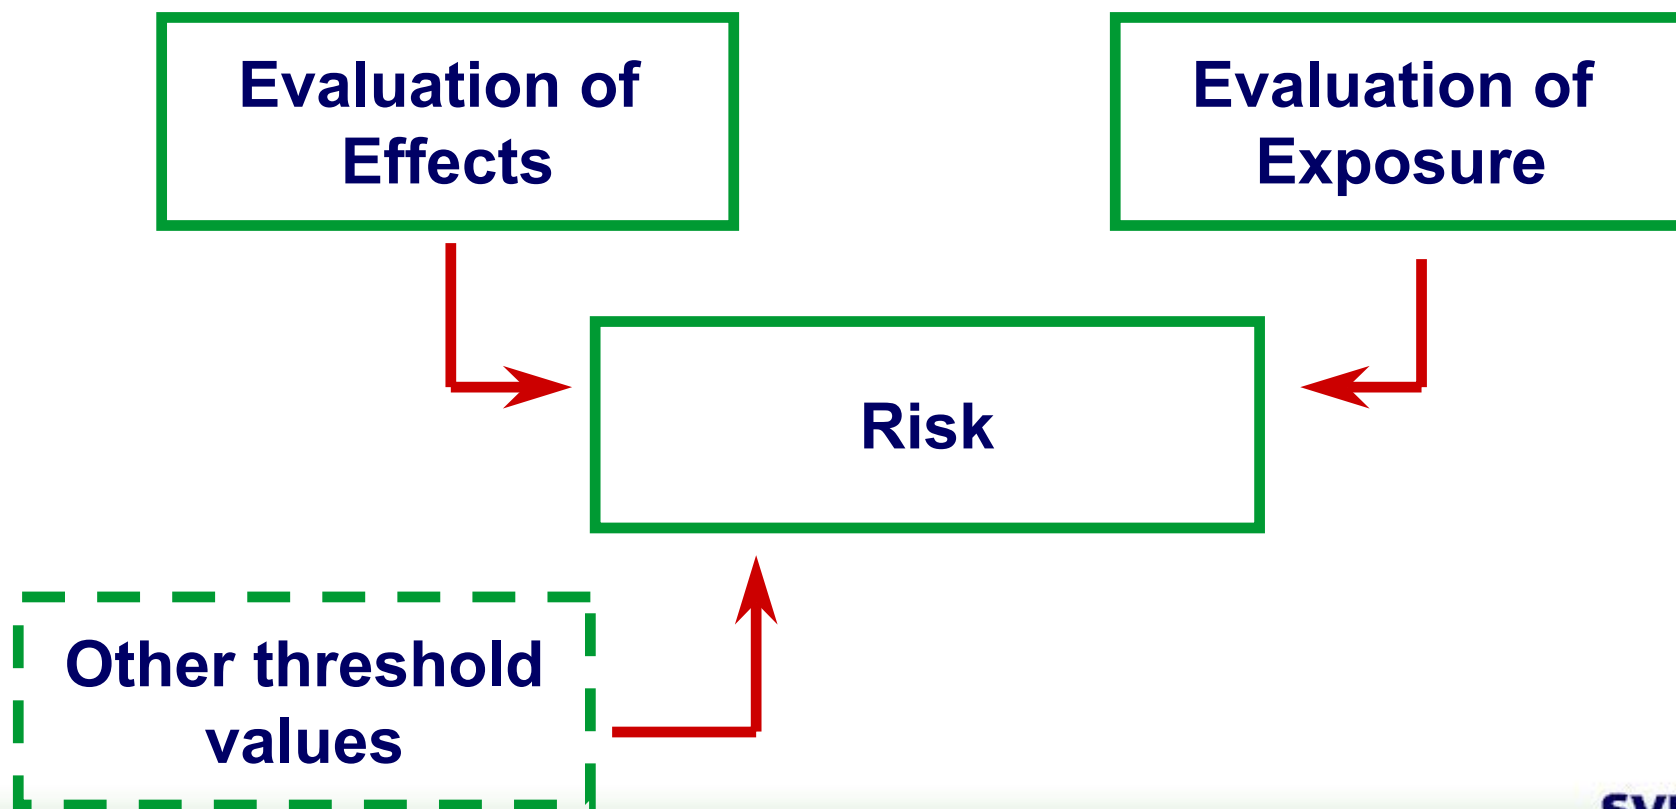 Evaluation of
Effects
Evaluation of
Exposure
Risk
Other threshold
values